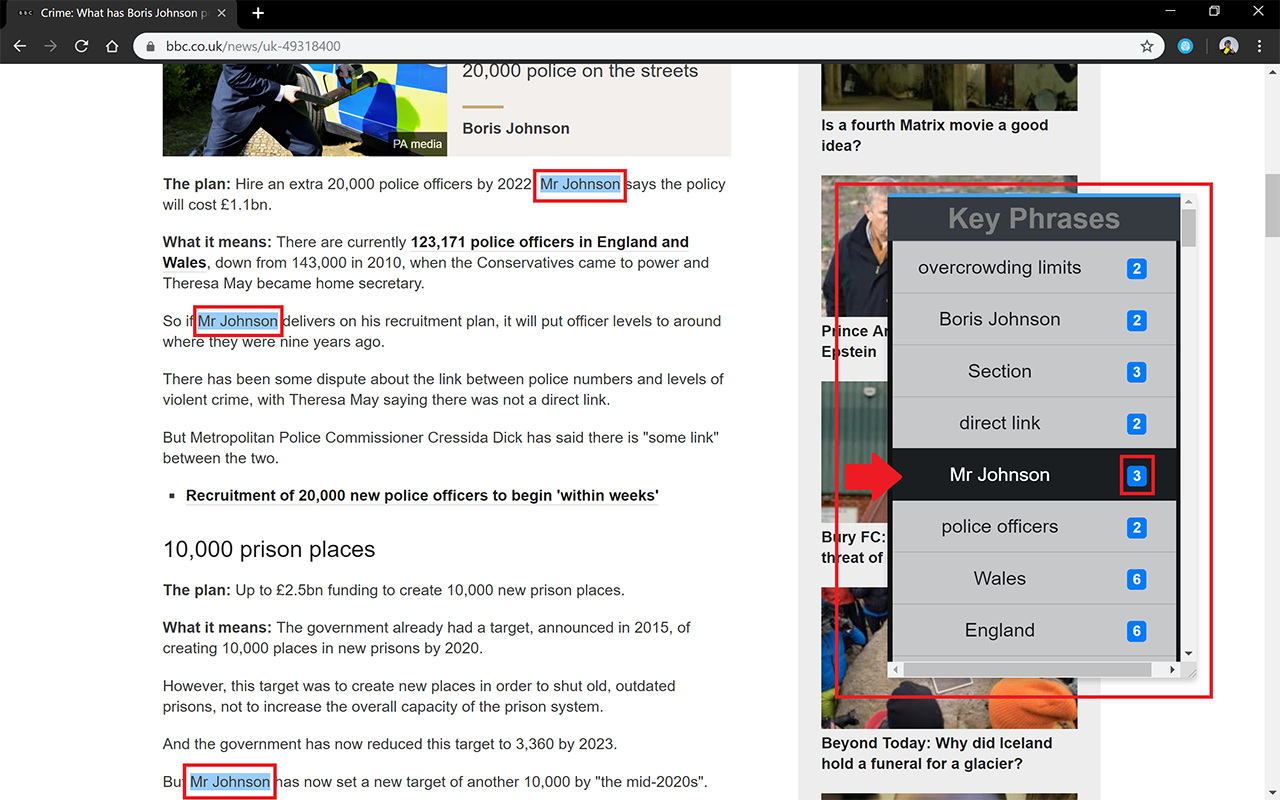 BBC Crime: What has Boris Johnson p
bbc.co.uk/news/uk-49318400
20,000 police on the streets
Boris Johnson
PA media
The plan: Hire an extra 20,000 police officers by 2022 Mr Johnson says the policy
will cost £1.1bn.
What it means: There are currently 123,171 police officers in England and
Wales, down from 143,000 in 2010, when the Conservatives came to power and
Theresa May became home secretary.
So if Mr Johnson delivers on his recruitment plan, it will put officer levels to around
where they were nine years ago.
There has been some dispute about the link between police numbers and levels of
violent crime, with Theresa May saying there was not a direct link.
But Metropolitan Police Commissioner Cressida Dick has said there is "some link"
between the two.
Recruitment of 20,000 new police officers to begin 'within weeks'
10,000 prison places
The plan: Up to £2.5bn funding to create 10,000 new prison places.
What it means: The government already had a target, announced in 2015, of
creating 10,000 places in new prisons by 2020.
However, this target was to create new places in order to shut old, outdated
prisons, not to increase the overall capacity of the prison system.
And the government has now reduced this target to 3,360 by 2023.
But Mr Johnson has now set a new target of another 10,000 by "the mid-2020s".
Is a fourth Matrix movie a good
idea?
Prince
Epstein
Bury FC:
threat of
Beyond Today: Why did Iceland
hold a funeral for a glacier?
Key Phrases
overcrowding limits 2
Boris Johnson 2
Section 3
direct link 2
Mr Johnson 3
police officers 2
Wales 6
England 6